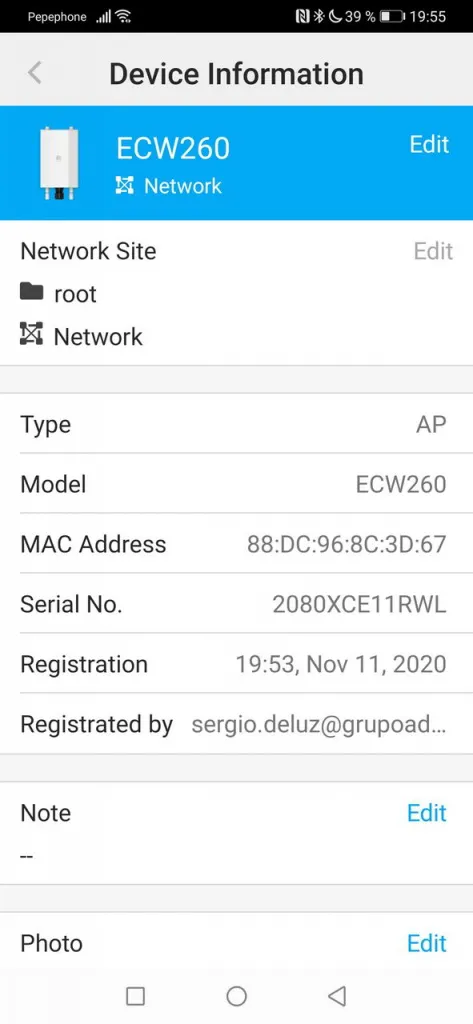 Pepephone 39 % 19:55
Device Information
ECW260 Edit
Network
Network Site Edit
root
Network
Type AP
Model ECW260
MAC Address 88:DC:96:8C:3D:67
Serial No. 2080XCE11RWL
Registration 19:53, Nov 11, 2020
Registrated by sergio.deluz@grupoad...
Note Edit
--
Photo Edit